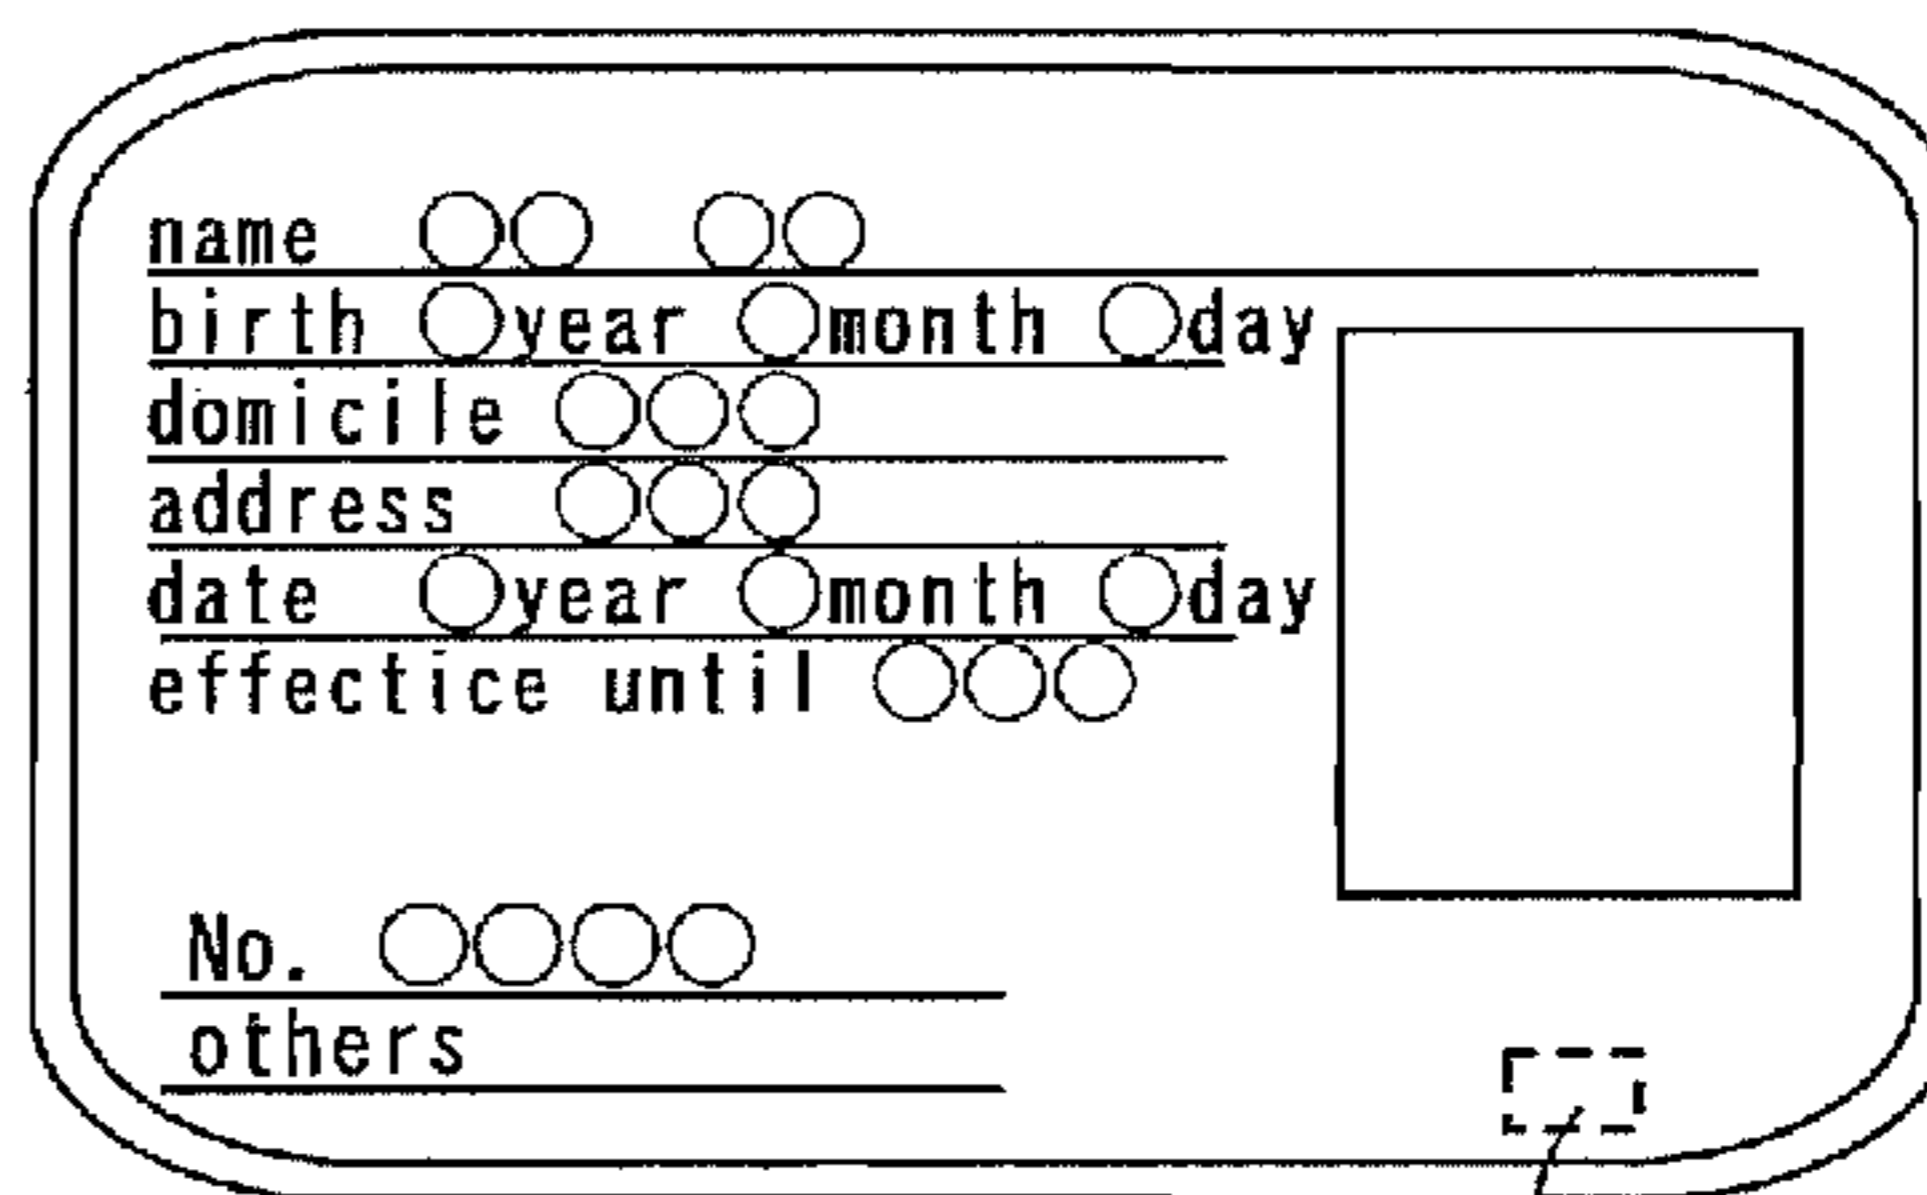 name ○○ ○○
birth ○year ○month ○day
domicile ○○○
address ○○○
date ○year ○month ○day
effectice until ○○○
No. ○○○○
others